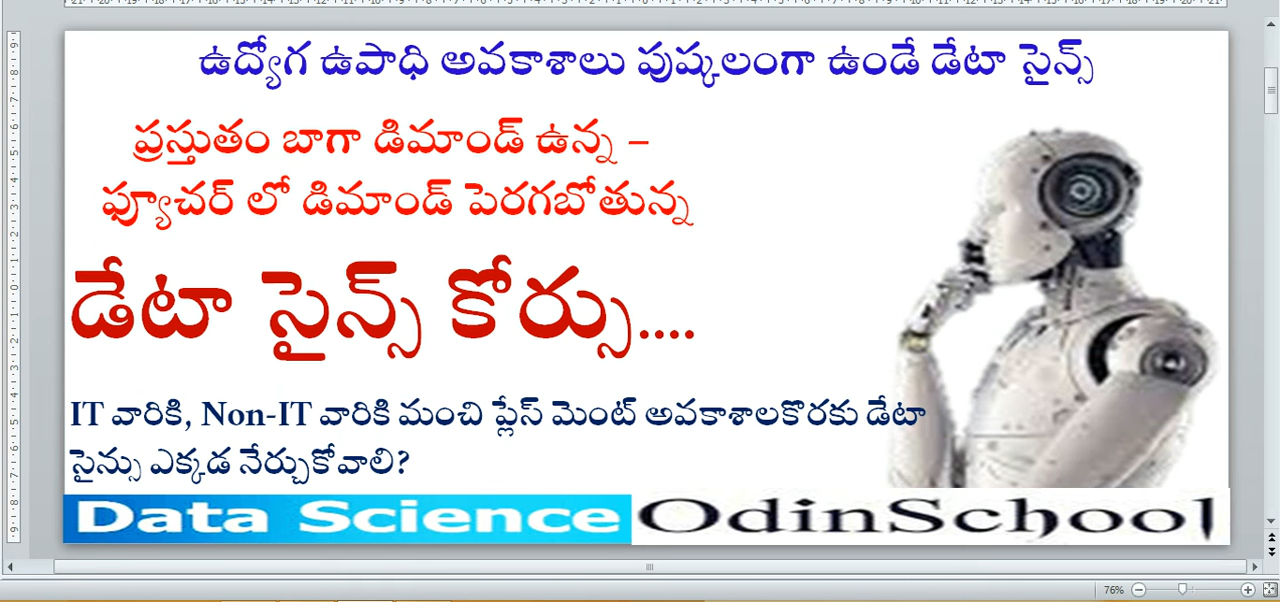 ఉద్యోగ ఉపాధి అవకాశాలు పుష్కలంగా ఉండే డేటా సైన్స్
ప్రస్తుతం బాగా డిమాండ్ ఉన్న –
ఫ్యూచర్ లో డిమాండ్ పెరగబోతున్న
డేటా సైన్స్ కోర్సు....
IT వారికి, Non-IT వారికి మంచి ప్లేస్ మెంట్ అవకాశాలకొరకు డేటా
సైన్సు ఎక్కడ నేర్చుకోవాలి?
Data Science OdinSchool
76%